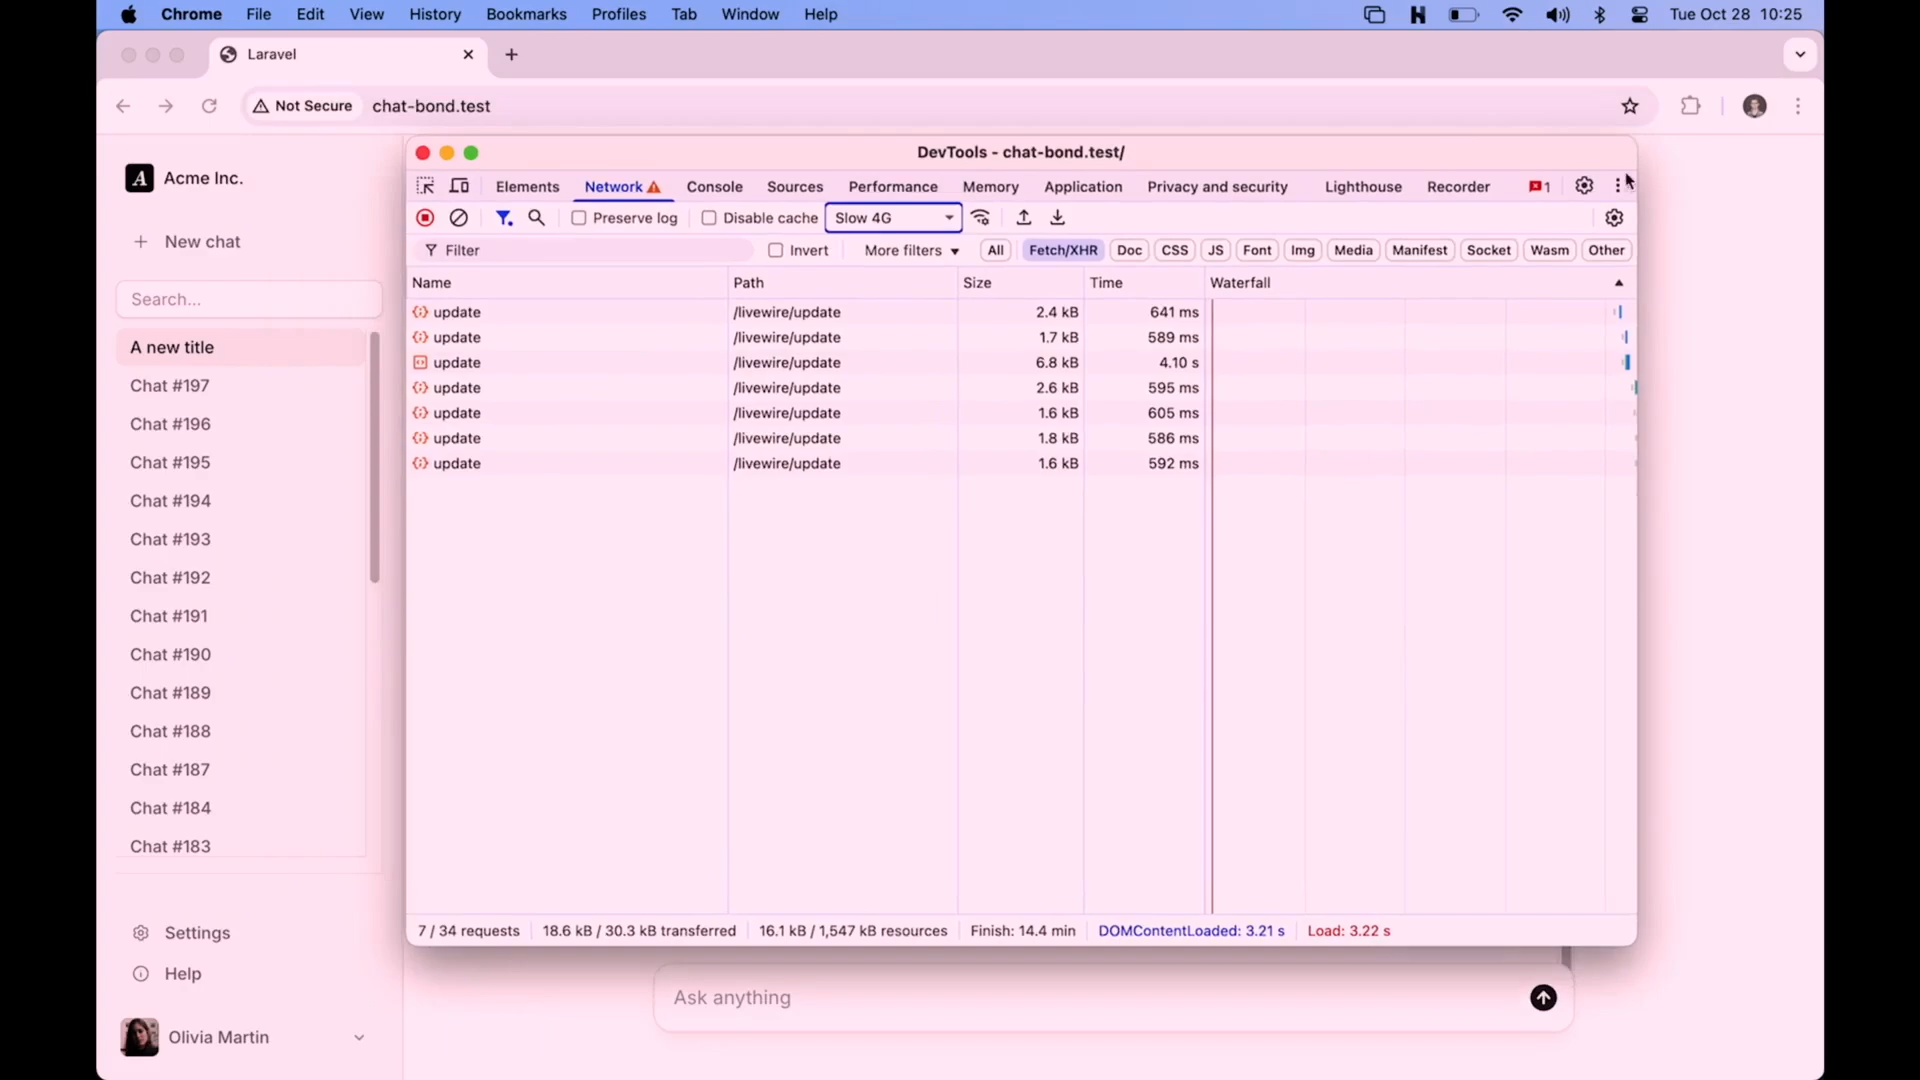 Chrome File Edit View History Bookmarks Profiles Tab Window Help Tue Oct 28 10:25
Laravel
Not Secure chat-bond.test
DevTools - chat-bond.test/
Elements Network Console Sources Performance Memory Application Privacy and security Lighthouse Recorder 1
Preserve log Disable cache Slow 4G
Filter Invert More filters All Fetch/XHR Doc CSS JS Font Img Media Manifest Socket Wasm Other
Name Path Size Time Waterfall
update /livewire/update 2.4 kB 641 ms
update /livewire/update 1.7 kB 589 ms
update /livewire/update 6.8 kB 4.10 s
update /livewire/update 2.6 kB 595 ms
update /livewire/update 1.6 kB 605 ms
update /livewire/update 1.8 kB 586 ms
update /livewire/update 1.6 kB 592 ms
7 / 34 requests 18.6 kB / 30.3 kB transferred 16.1 kB / 1,547 kB resources Finish: 14.4 min DOMContentLoaded: 3.21 s Load: 3.22 s
A Acme Inc.
New chat
Search...
A new title
Chat #197
Chat #196
Chat #195
Chat #194
Chat #193
Chat #192
Chat #191
Chat #190
Chat #189
Chat #188
Chat #187
Chat #184
Chat #183
Settings
Help
Olivia Martin
Ask anything